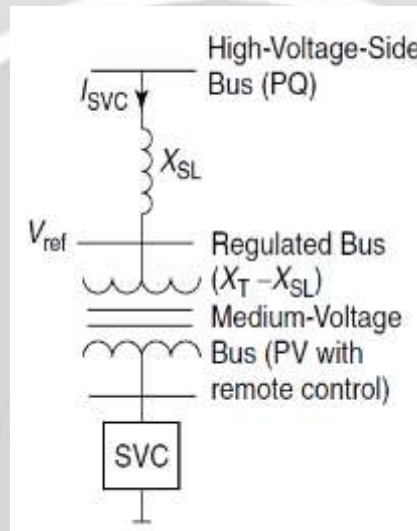 High-Voltage-Side
Bus (PQ)
I_SVC
X_SL
V_ref
Regulated Bus
(X_T – X_SL)
Medium-Voltage
Bus (PV with
remote control)
SVC